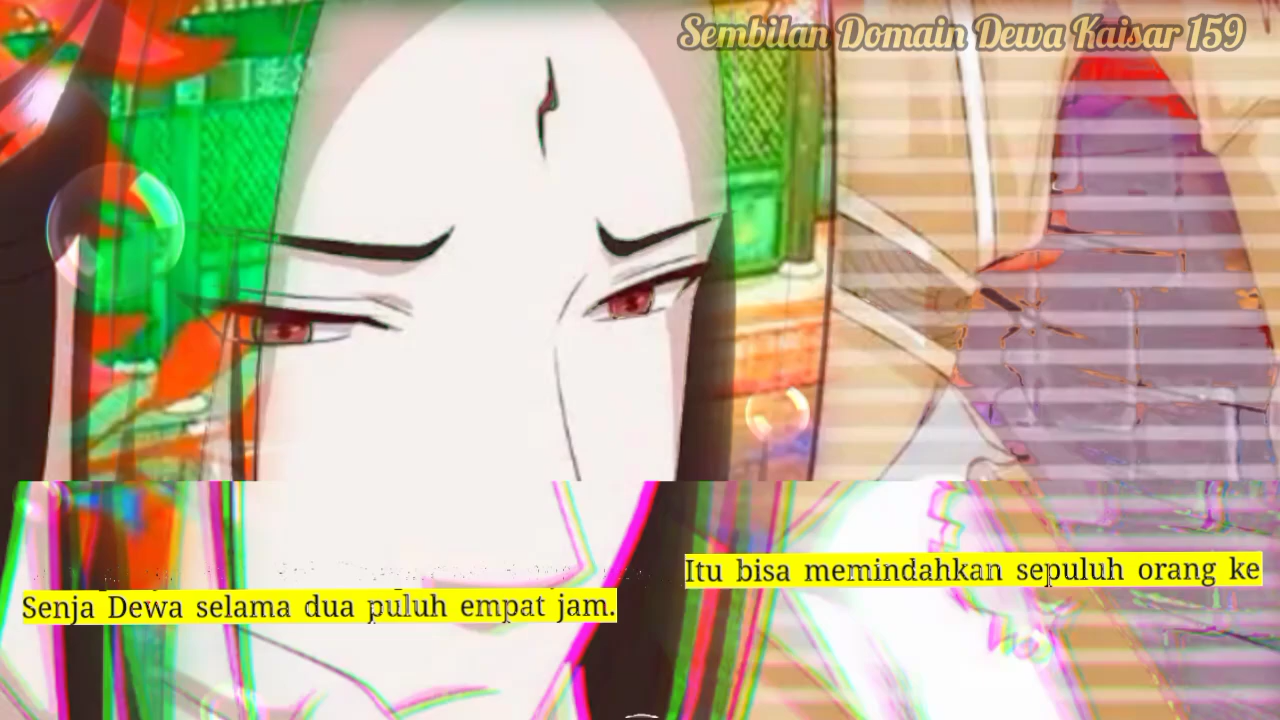 Sembilan Domain Dewa Kaisar 159
Itu bisa memindahkan sepuluh orang ke
Senja Dewa selama dua puluh empat jam.